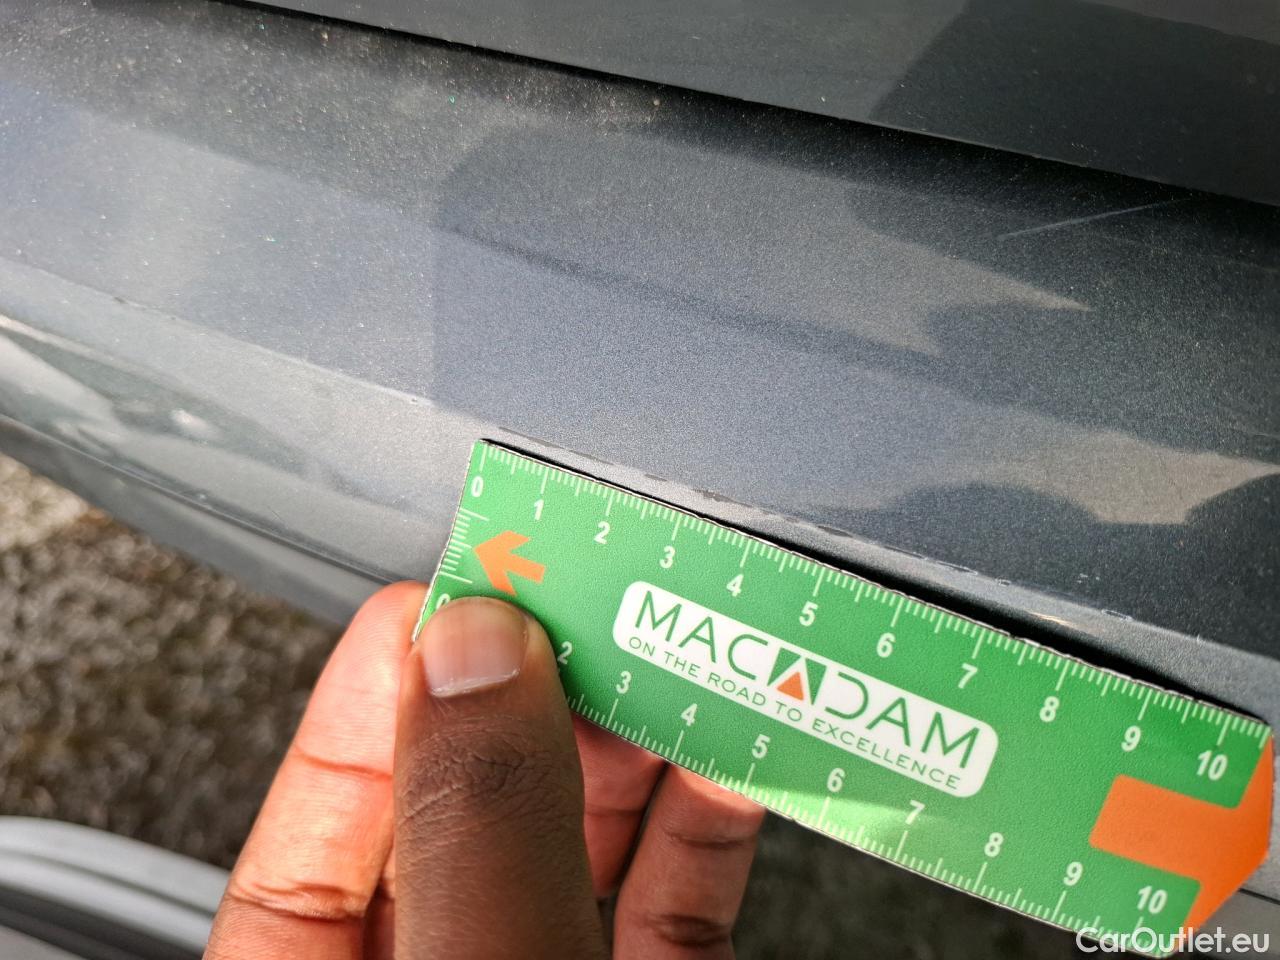 0 1 2 3 4 5 6 7 8 9 10
MACADAM
ON THE ROAD TO EXCELLENCE
0 2 3 4 5 6 7 8 9 10
CarOutlet.eu